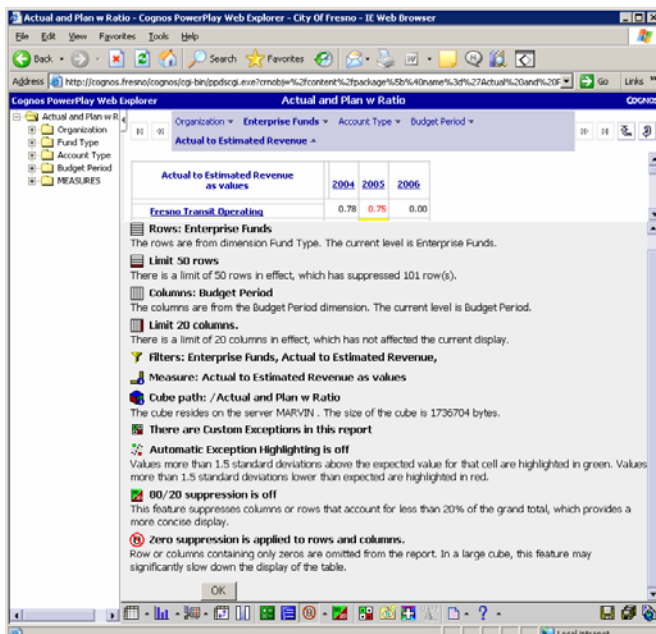 Actual and Plan w Ratio - Cognos PowerPlay Web Explorer - City Of Fresno - IE Web Browser
File Edit View Favorites Tools Help
Back Search Favorites
Address http://cognos.fresno/cognos/cgi-bin/ppdscgi.exe?crnobj=%2fcontent%2fpackage%5b%40name%3d%27Actual%20and%20P Go Links
Cognos PowerPlay Web Explorer Actual and Plan w Ratio COGNOS
Actual and Plan w R
Organization
Fund Type
Account Type
Budget Period
MEASURES
Organization Enterprise Funds Account Type Budget Period
Actual to Estimated Revenue
Actual to Estimated Revenue
as values 2004 2005 2006
Fresno Transit Operating 0.78 0.75 0.00
Rows: Enterprise Funds
The rows are from dimension Fund Type. The current level is Enterprise Funds.
Limit 50 rows
There is a limit of 50 rows in effect, which has suppressed 101 row(s).
Columns: Budget Period
The columns are from the Budget Period dimension. The current level is Budget Period.
Limit 20 columns.
There is a limit of 20 columns in effect, which has not affected the current display.
Filters: Enterprise Funds, Actual to Estimated Revenue,
Measure: Actual to Estimated Revenue as values
Cube path: /Actual and Plan w Ratio
The cube resides on the server MARVIN . The size of the cube is 1736704 bytes.
There are Custom Exceptions in this report
Automatic Exception Highlighting is off
Values more than 1.5 standard deviations above the expected value for that cell are highlighted in green. Values
more than 1.5 standard deviations lower than expected are highlighted in red.
80/20 suppression is off
This feature suppresses columns or rows that account for less than 20% of the grand total, which provides a
more concise display.
Zero suppression is applied to rows and columns.
Row or columns containing only zeros are omitted from the report. In a large cube, this feature may
significantly slow down the display of the table.
OK
Local intranet